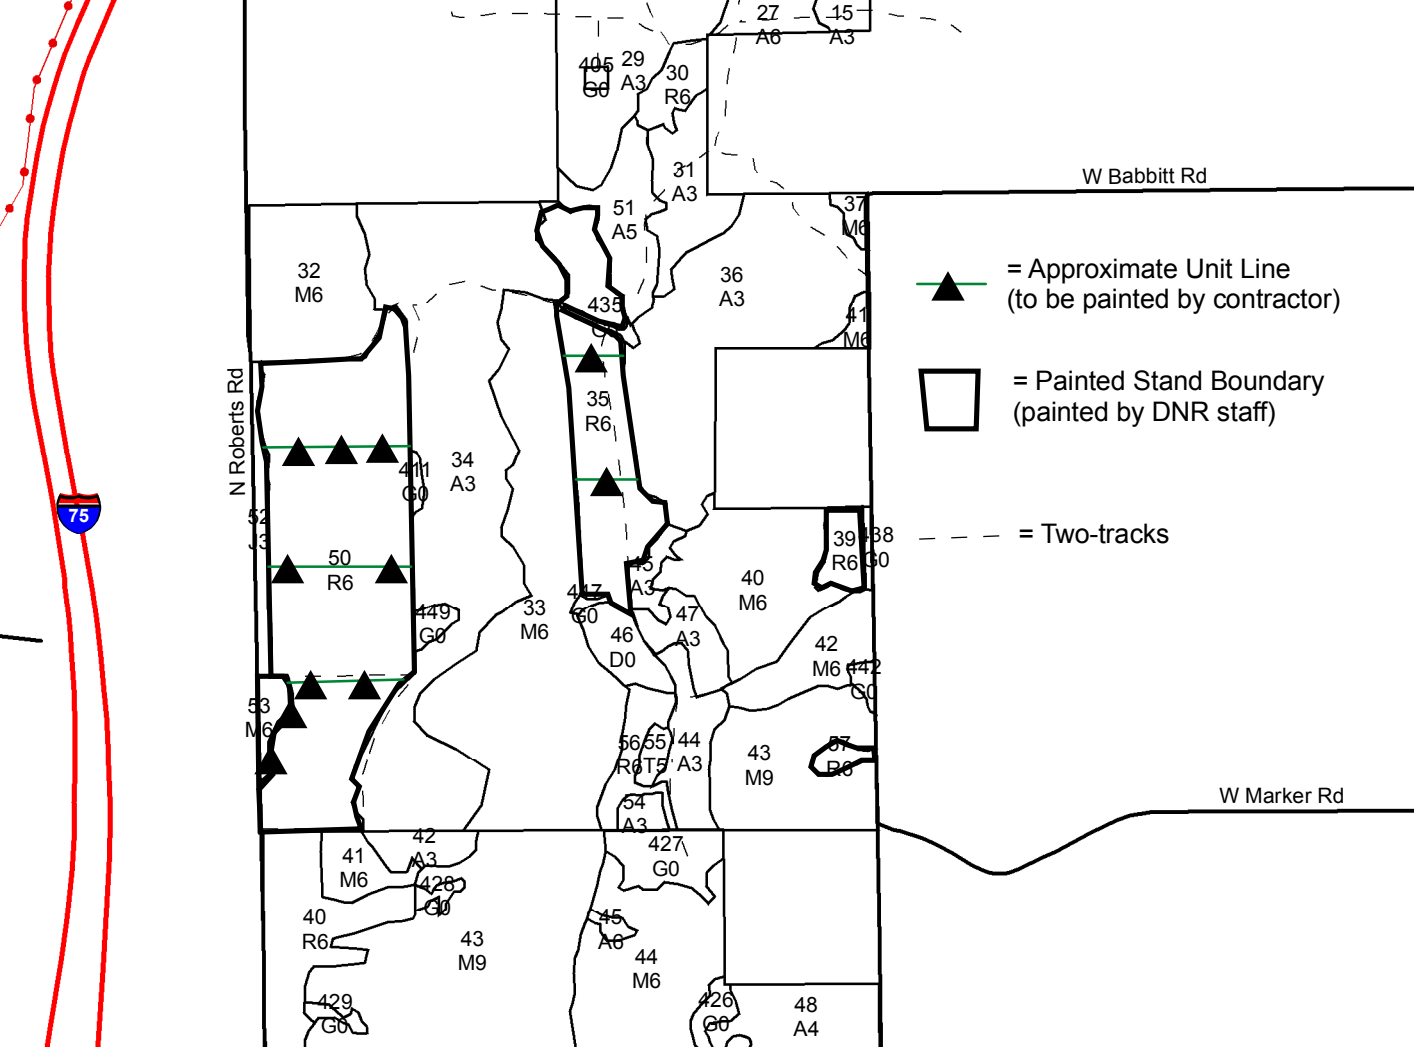 27
A6
15
A3
405
G0
29
A3
30
R6
31
A3
W Babbitt Rd
37
M6
51
A5
32
M6
36
A3
= Approximate Unit Line
(to be painted by contractor)
435
41
M6
= Painted Stand Boundary
(painted by DNR staff)
N Roberts Rd
35
R6
34
A3
411
G0
75
52
J3
= Two-tracks
39
R6
438
G0
50
R6
45
A3
40
M6
449
G0
33
M6
447
G0
46
D0
47
A3
42
M6
442
G0
53
M6
56
R6
55
T5
44
A3
43
M9
57
R6
W Marker Rd
54
A3
42
A3
41
M6
427
G0
428
G0
40
R6
43
M9
45
A6
44
M6
429
G0
426
G0
48
A4